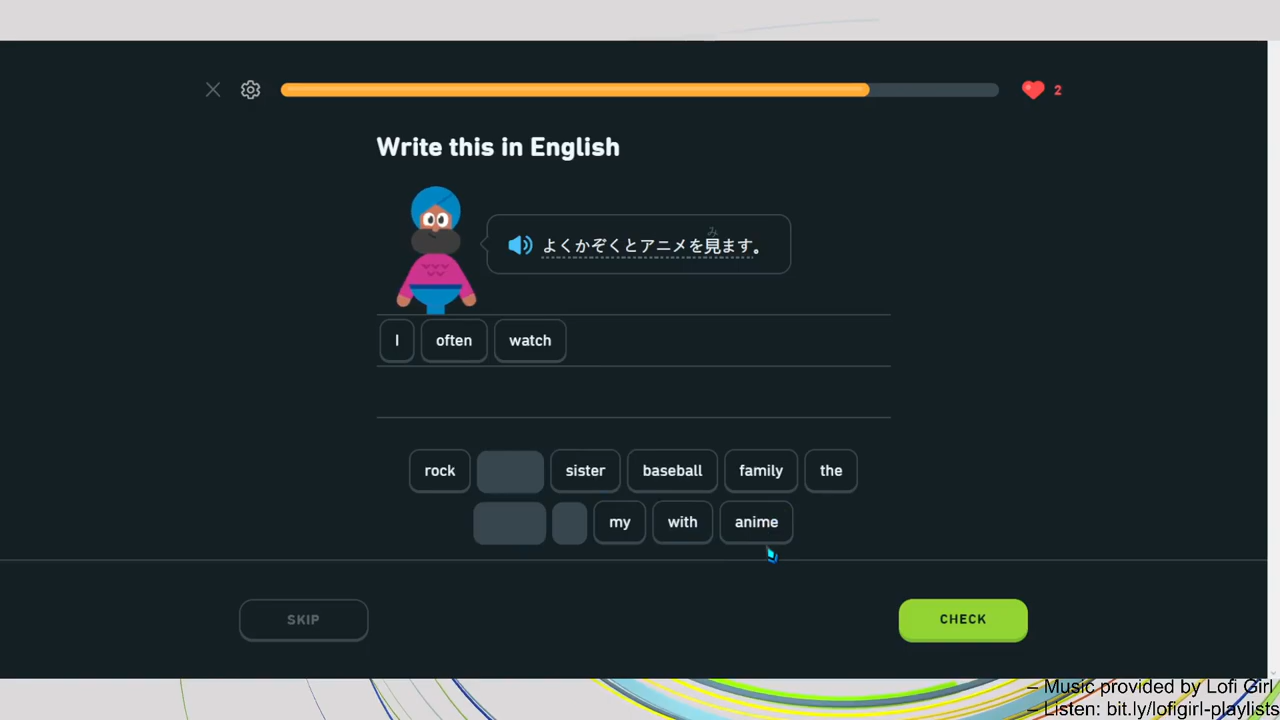 2
Write this in English
み
よくかぞくとアニメを見ます。
I often watch
rock sister baseball family the
my with anime
SKIP CHECK
– Music provided by Lofi Girl
– Listen: bit.ly/lofigirl-playlists